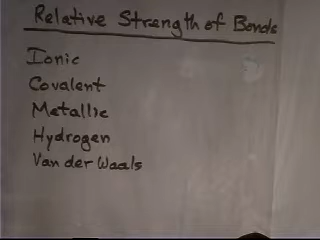 Relative Strength of Bonds
Ionic
Covalent
Metallic
Hydrogen
Van der Waals